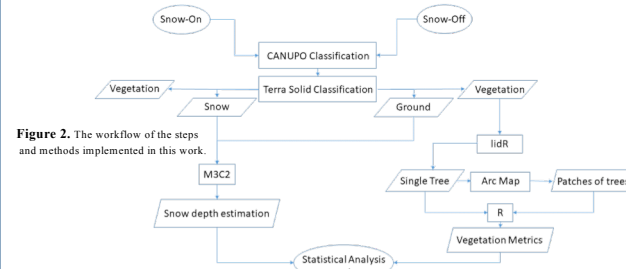 Snow-On
Snow-Off
CANUPO Classification
Vegetation
Terra Solid Classification
Vegetation
Snow
Ground
Figure 2. The workflow of the steps
and methods implemented in this work.
lidR
M3C2
Single Tree
Arc Map
Patches of trees
Snow depth estimation
R
Vegetation Metrics
Statistical Analysis